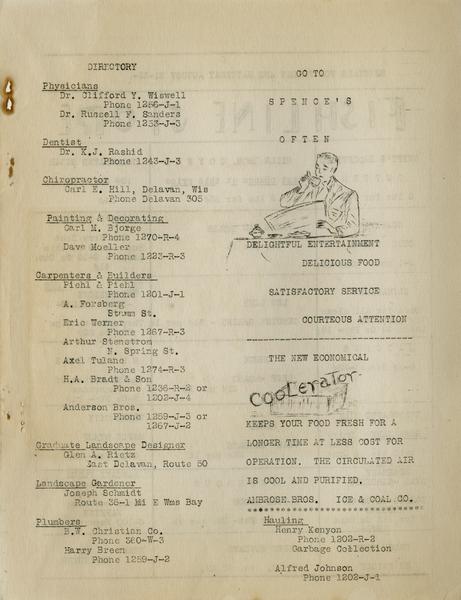 DIRECTORY
Physicians
Dr. Clifford Y. Wiswell
Phone 1256-J-1
Dr. Russell F. Sanders
Phone 1253-J-3
Dentist
Dr. K.J. Rashid
Phone 1243-J-3
Chiropractor
Carl E. Hill, Delavan, Wis
Phone Delavan 305
Painting & Decorating
Carl M. Bjorge
Phone 1270-R-4
Dave Moeller
Phone 1223-R-3
Carpenters & Builders
Piehl & Piehl
Phone 1201-J-1
A. Forsberg
Stumm St.
Eric Werner
Phone 1267-R-3
Arthur Stenstrom
N. Spring St.
Axel Tulane
Phone 1274-R-3
H.A. Bradt & Son
Phone 1236-R-2 or
1202-J-4
Anderson Bros.
Phone 1259-J-3 or
1267-J-2
Graduate Landscape Designer
Glen A. Rietz
East Delavan, Route 50
Landscape Gardener
Joseph Schmidt
Route 36-1 Mi E Wms Bay
Plumbers
B.W. Christian Co.
Phone 360-W-3
Harry Breen
Phone 1259-J-2
GO TO
SPENCE'S
OFTEN
DELIGHTFUL ENTERTAINMENT
DELICIOUS FOOD
SATISFACTORY SERVICE
COURTEOUS ATTENTION
THE NEW ECONOMICAL
COOLERATOR
KEEPS YOUR FOOD FRESH FOR A
LONGER TIME AT LESS COST FOR
OPERATION. THE CIRCULATED AIR
IS COOL AND PURIFIED.
AMBROSE BROS. ICE & COAL CO.
Hauling
Henry Kenyon
Phone 1202-R-2
Garbage Collection
Alfred Johnson
Phone 1202-J-1